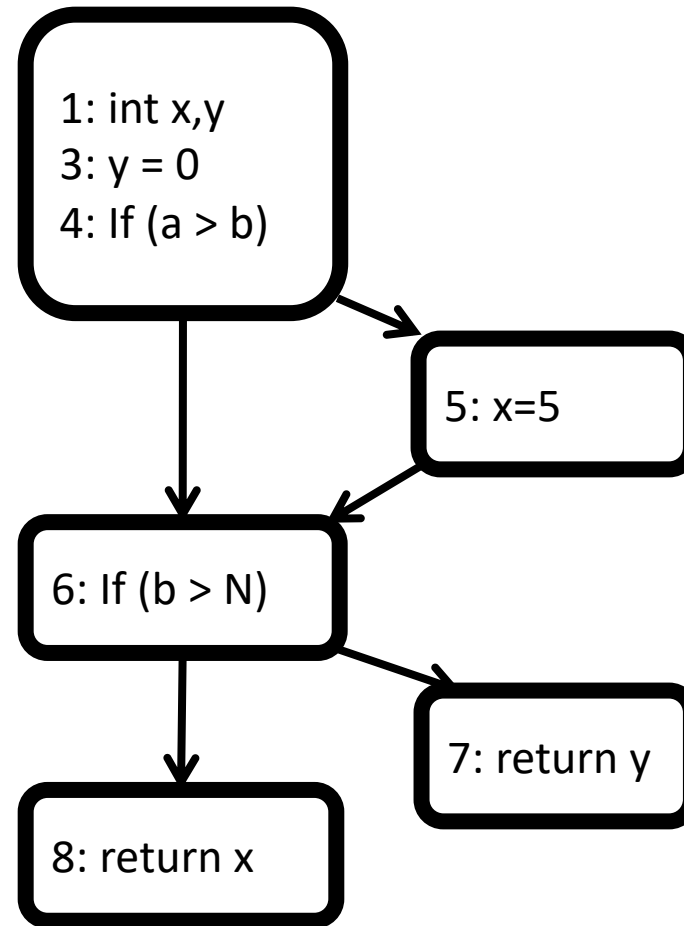 1: int x,y
3: y = 0
4: If (a > b)
5: x=5
6: If (b > N)
7: return y
8: return x